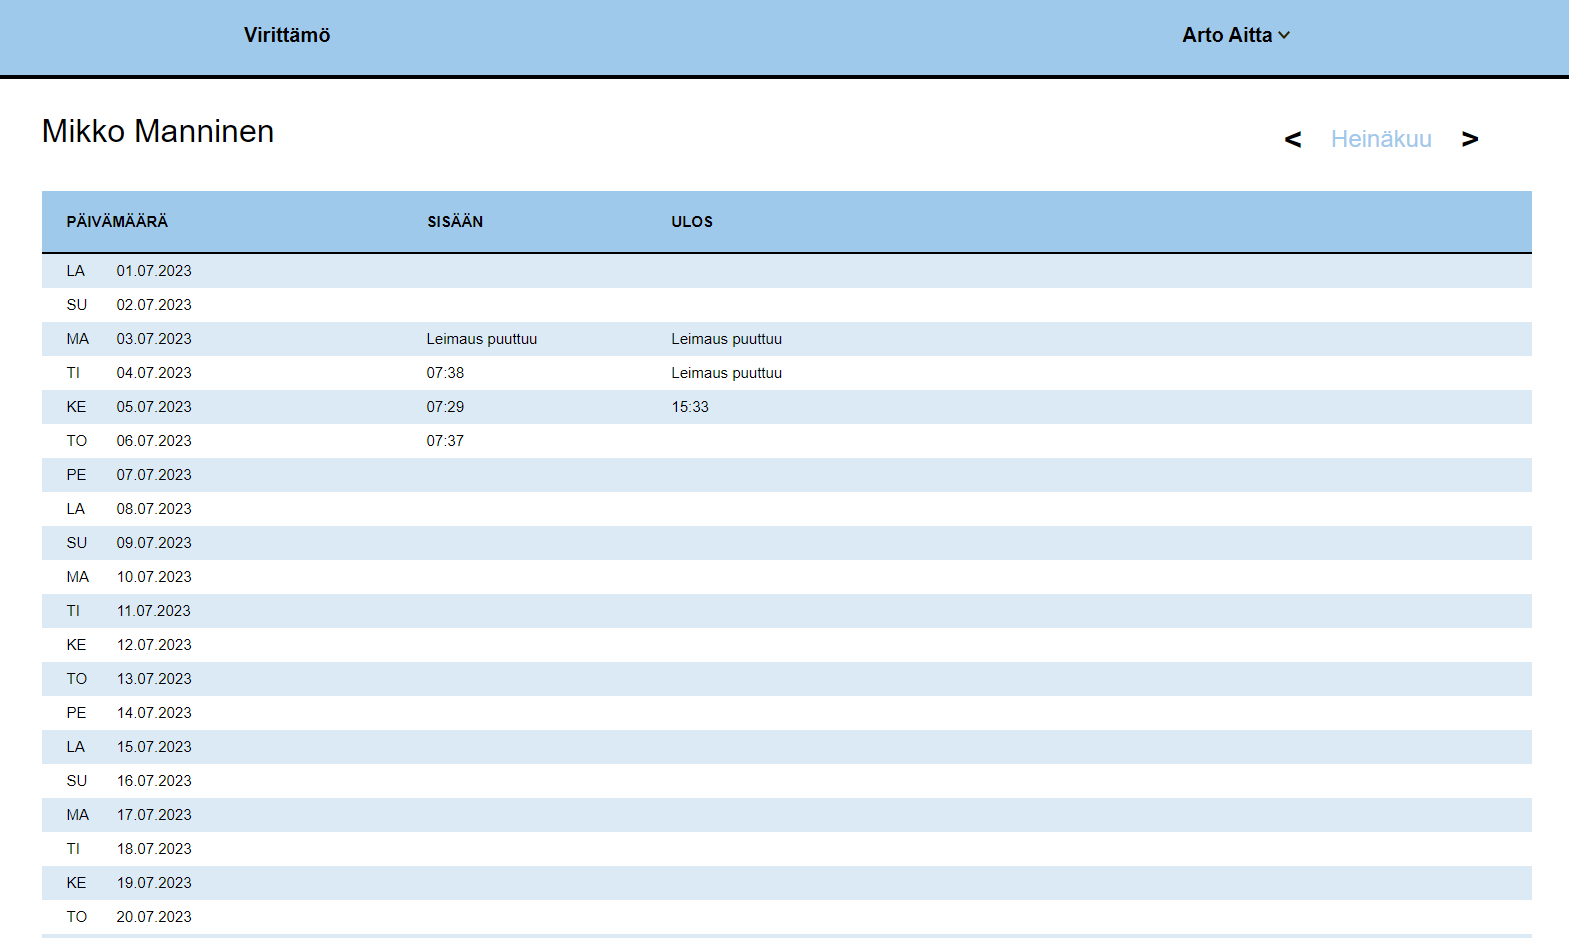 Virittämö Arto Aitta
Mikko Manninen
< Heinäkuu >
PÄIVÄMÄÄRÄ SISÄÄN ULOS
LA 01.07.2023
SU 02.07.2023
MA 03.07.2023 Leimaus puuttuu Leimaus puuttuu
TI 04.07.2023 07:38 Leimaus puuttuu
KE 05.07.2023 07:29 15:33
TO 06.07.2023 07:37
PE 07.07.2023
LA 08.07.2023
SU 09.07.2023
MA 10.07.2023
TI 11.07.2023
KE 12.07.2023
TO 13.07.2023
PE 14.07.2023
LA 15.07.2023
SU 16.07.2023
MA 17.07.2023
TI 18.07.2023
KE 19.07.2023
TO 20.07.2023